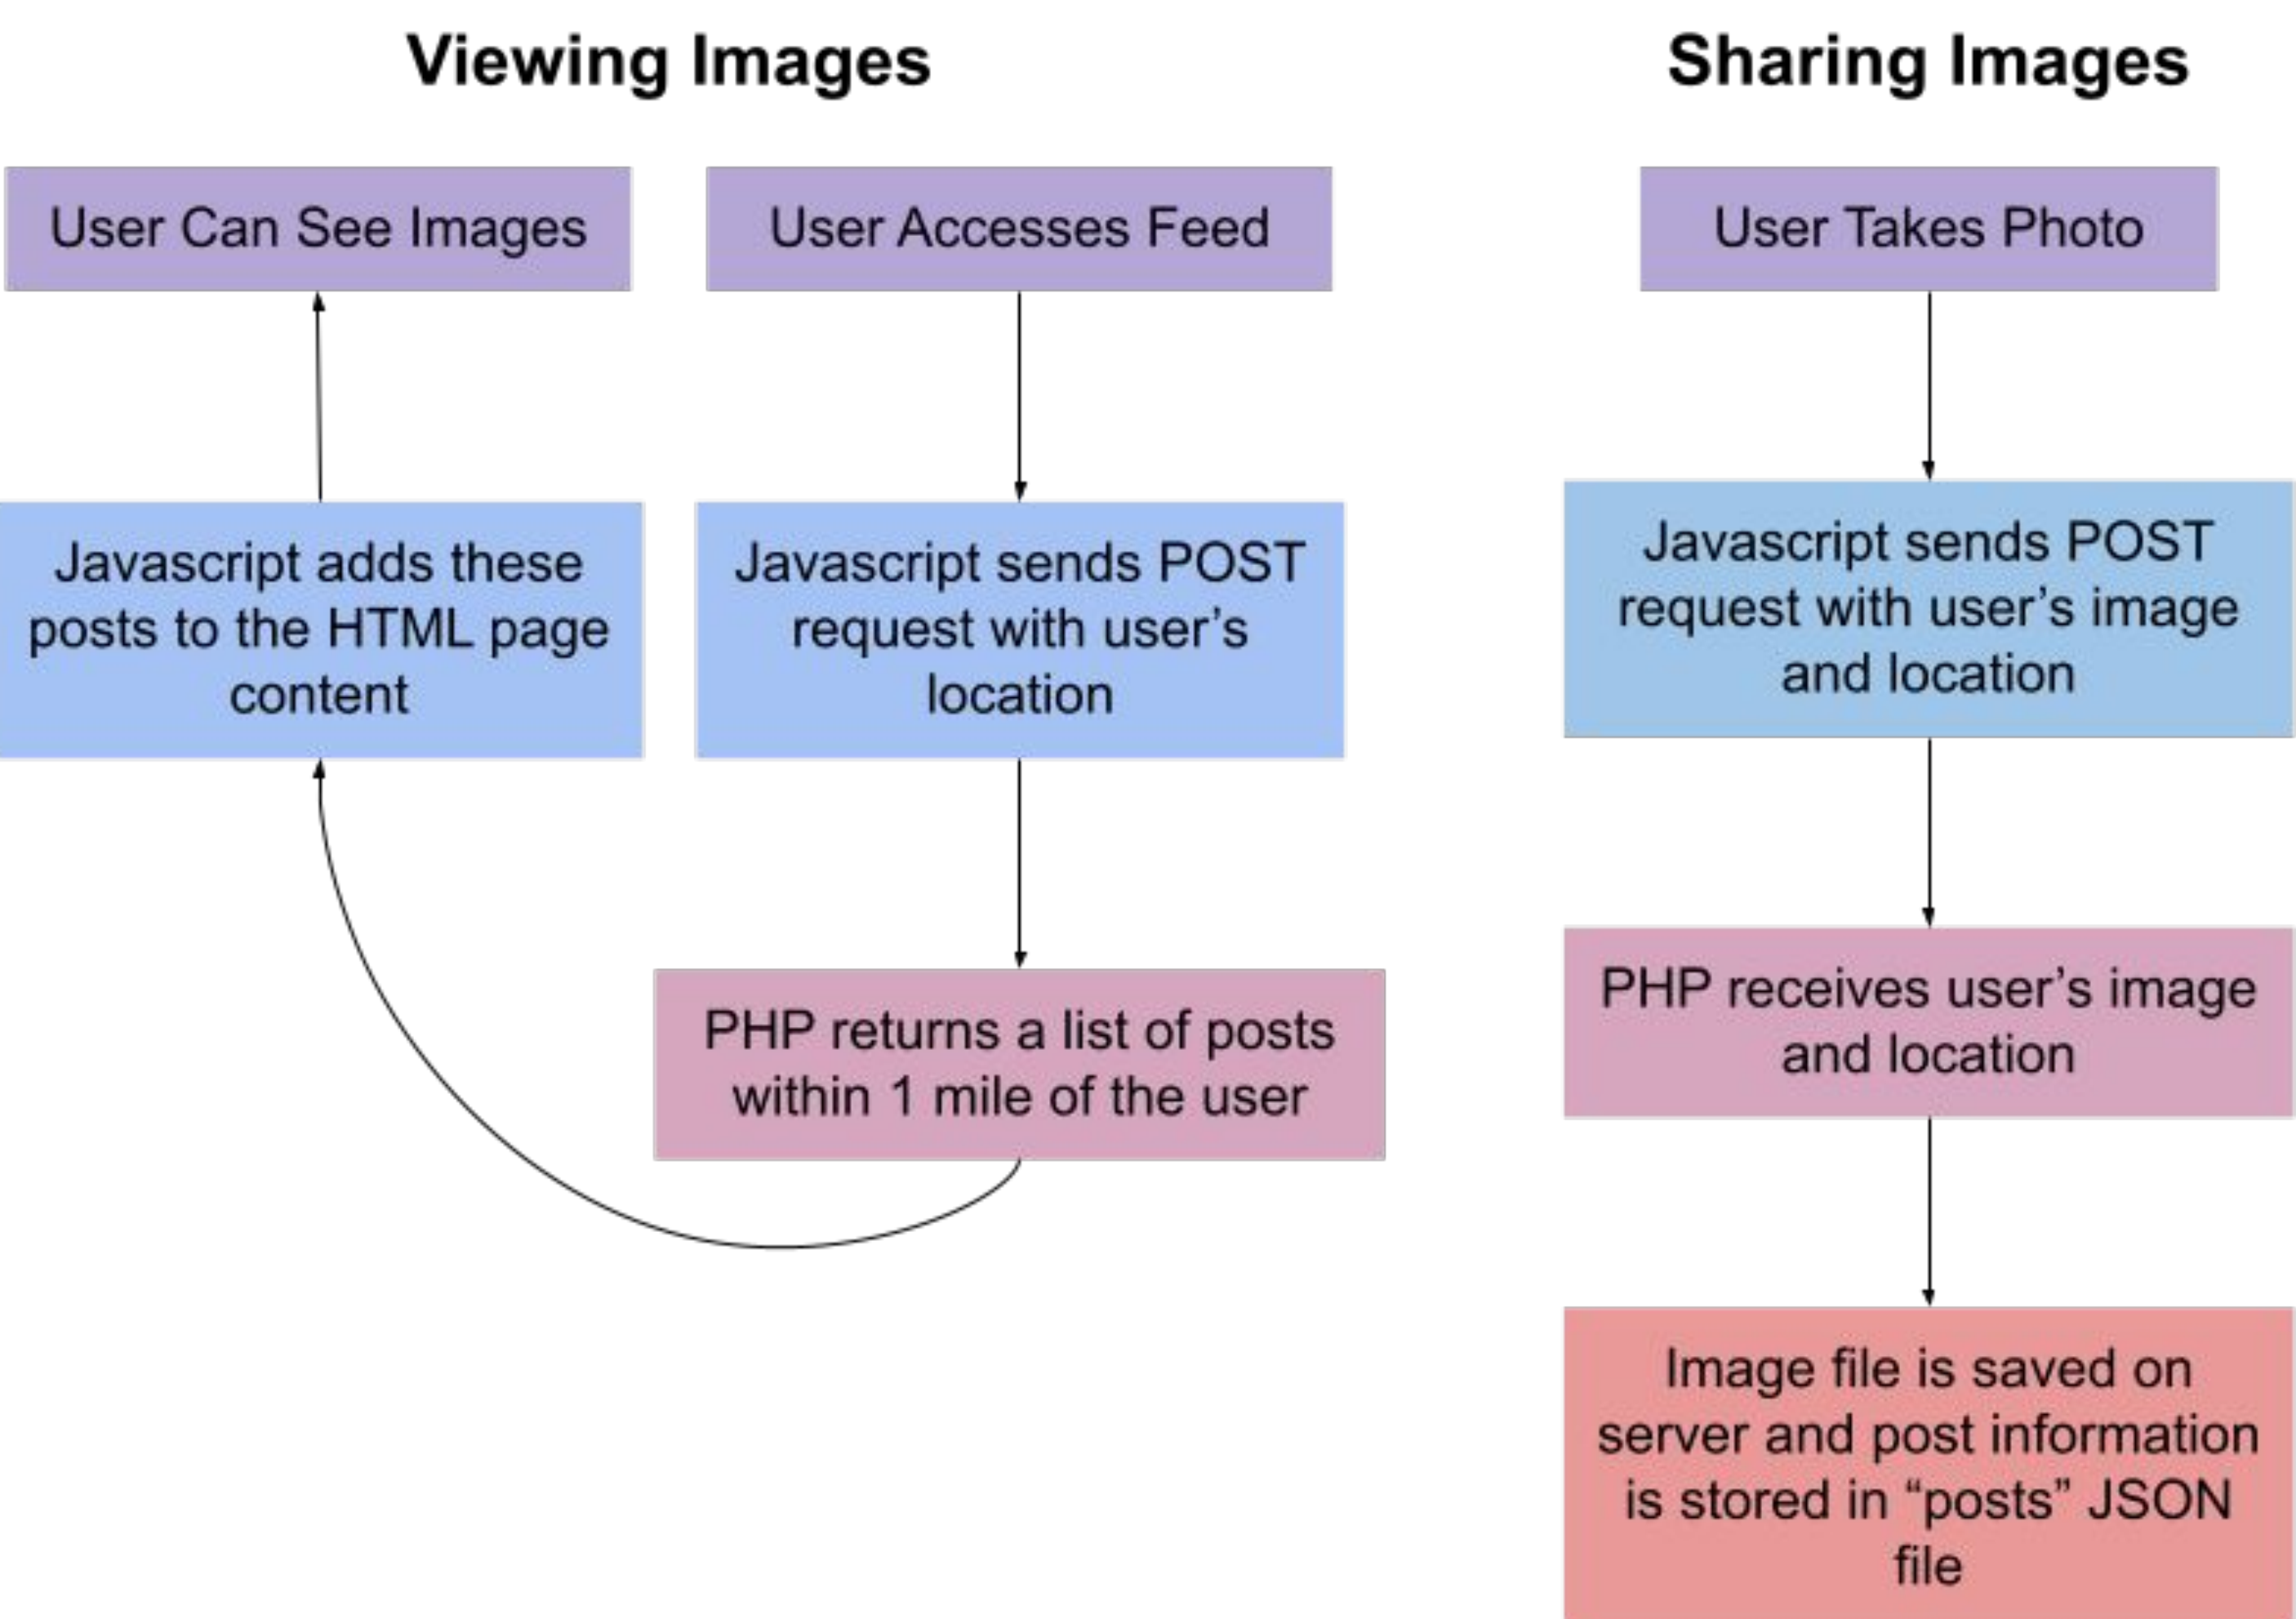 Viewing Images
Sharing Images
User Can See Images
User Accesses Feed
User Takes Photo
Javascript adds these
posts to the HTML page
content
Javascript sends POST
request with user’s
location
Javascript sends POST
request with user’s image
and location
PHP returns a list of posts
within 1 mile of the user
PHP receives user’s image
and location
Image file is saved on
server and post information
is stored in “posts” JSON
file